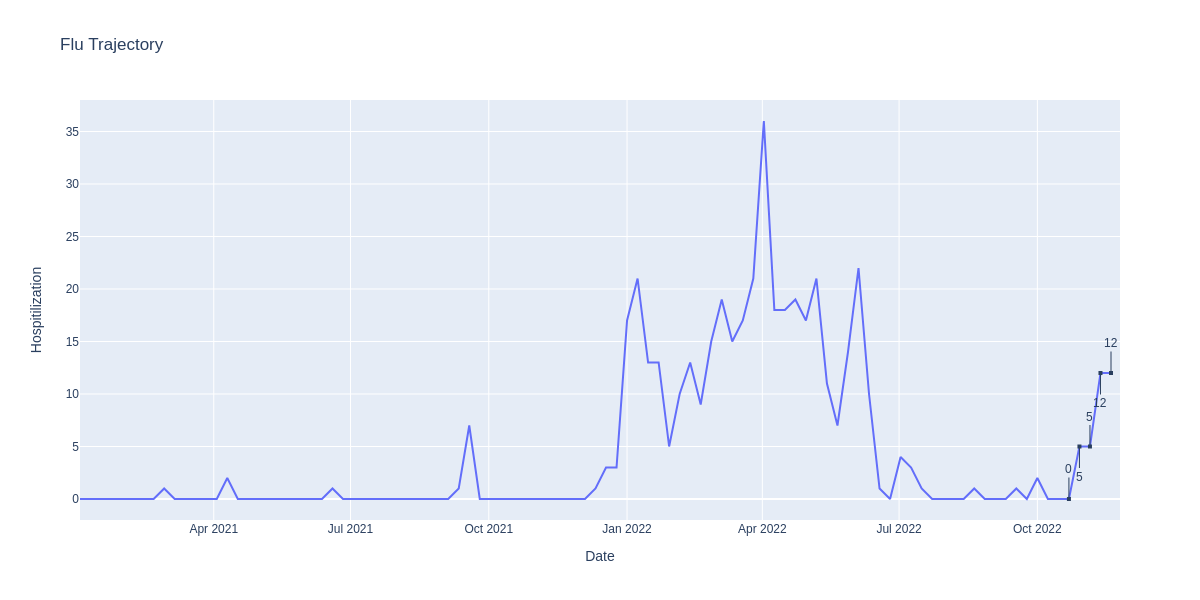 Flu Trajectory
Hospitilization
35
30
25
20
15
10
5
0
0
5
5
12
12
Apr 2021
Jul 2021
Oct 2021
Jan 2022
Apr 2022
Jul 2022
Oct 2022
Date